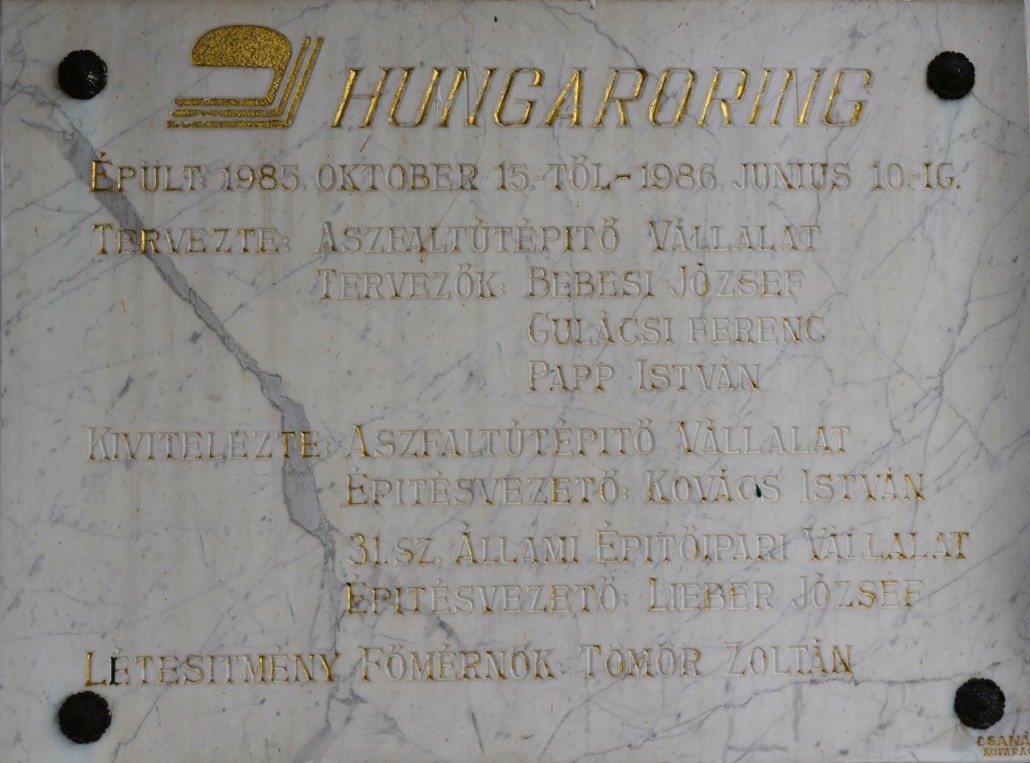 HUNGARORING
ÉPÜLT: 1985. OKTOBER 15.-TŐL-1986. JUNIUS 10.-IG.
TERVEZTE: ASZFALTÚTÉPITŐ VÁLLALAT
TERVEZŐK: BEBESI JÓZSEF
GULÁCSI FERENC
PAPP ISTVÁN
KIVITELEZTE: ASZFALTÚTÉPITŐ VÁLLALAT
ÉPITÉSVEZETŐ: KOVÁCS ISTVÁN
31. SZ. ÁLLAMI ÉPITŐIPARI VÁLLALAT
ÉPITÉSVEZETŐ: LIEBER JÓZSEF
LÉTESITMÉNY FŐMÉRNÖK: TÖMÖR ZOLTÁN